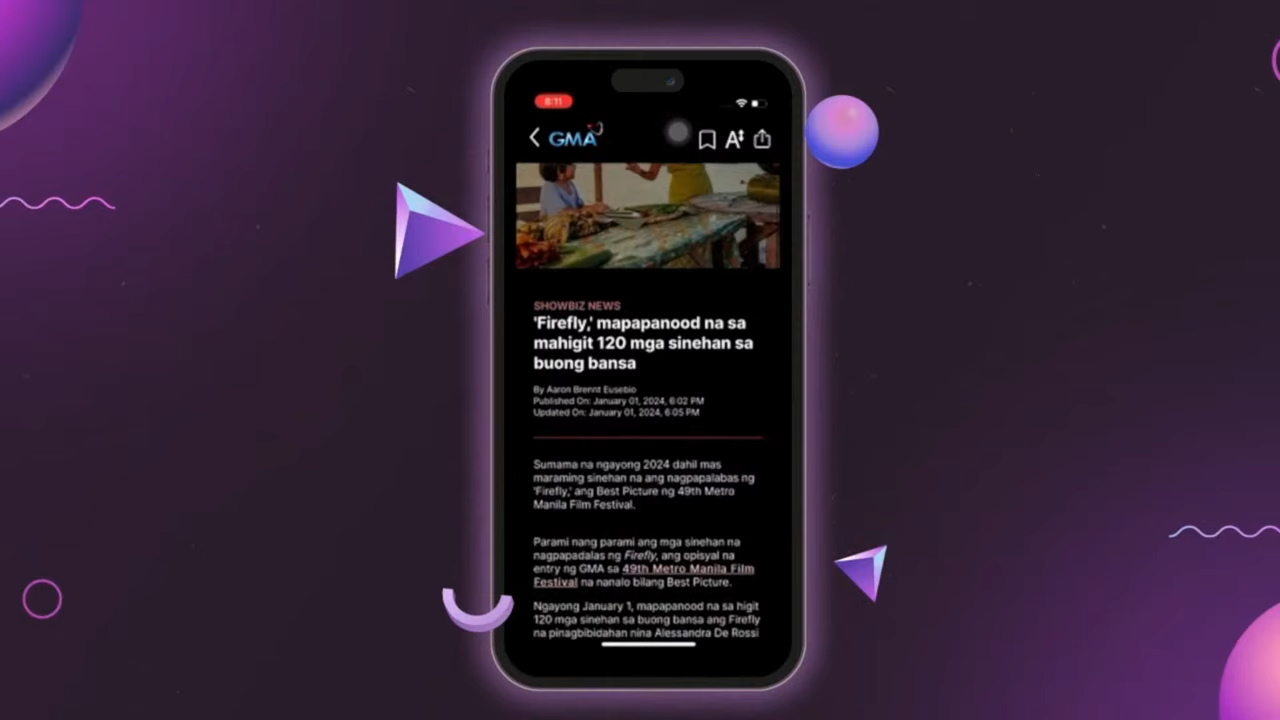 8:11
GMA
A
SHOWBIZ NEWS
'Firefly,' mapapanood na sa
mahigit 120 mga sinehan sa
buong bansa
By Aaron Brennt Eusebio
Published On: January 01, 2024, 6:02 PM
Updated On: January 01, 2024, 6:05 PM
Sumama na ngayong 2024 dahil mas
maraming sinehan na ang nagpapalabas ng
'Firefly,' ang Best Picture ng 49th Metro
Manila Film Festival.
Parami nang parami ang mga sinehan na
nagpapadalas ng Firefly, ang opisyal na
entry ng GMA sa 49th Metro Manila Film
Festival na nanalo bilang Best Picture.
Ngayong January 1, mapapanood na sa higit
120 mga sinehan sa buong bansa ang Firefly
na pinagbibidahan nina Alessandra De Rossi